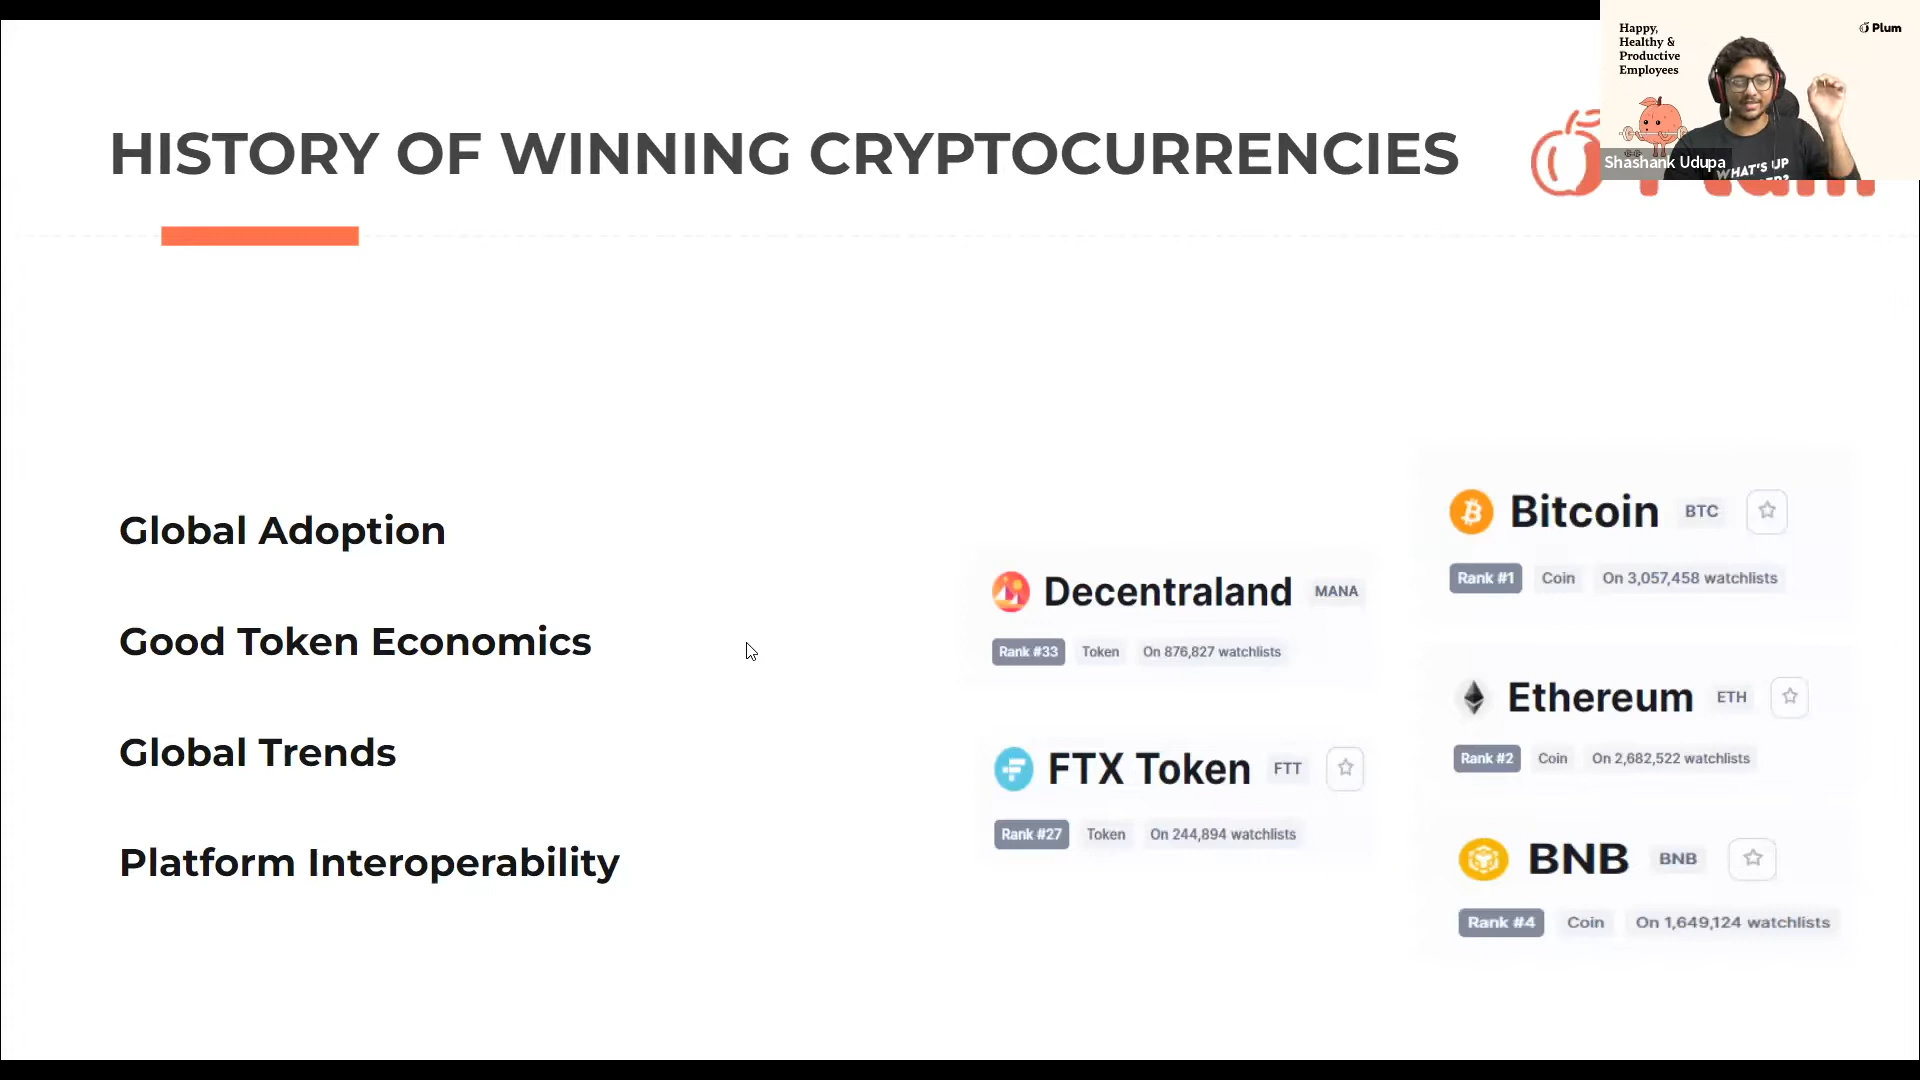 Happy,
Healthy &
Productive
Employees
Plum
Shashank Udupa
WHAT'S UP
HISTORY OF WINNING CRYPTOCURRENCIES
Global Adoption
Good Token Economics
Global Trends
Platform Interoperability
Decentraland MANA
Rank #33 Token On 876,827 watchlists
FTX Token FTT
Rank #27 Token On 244,894 watchlists
Bitcoin BTC
Rank #1 Coin On 3,057,458 watchlists
Ethereum ETH
Rank #2 Coin On 2,682,522 watchlists
BNB BNB
Rank #4 Coin On 1,649,124 watchlists